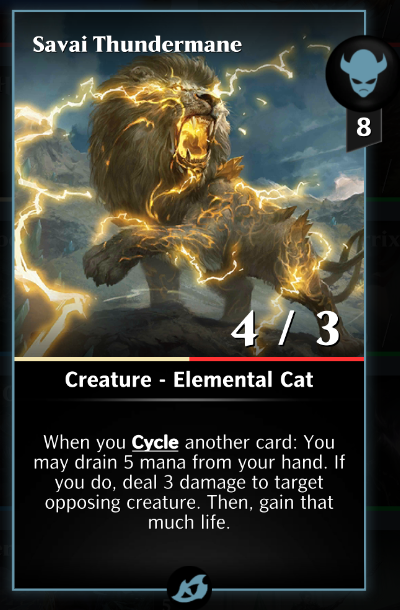 Savai Thundermane
8
4 / 3
Creature - Elemental Cat
When you Cycle another card: You
may drain 5 mana from your hand. If
you do, deal 3 damage to target
opposing creature. Then, gain that
much life.